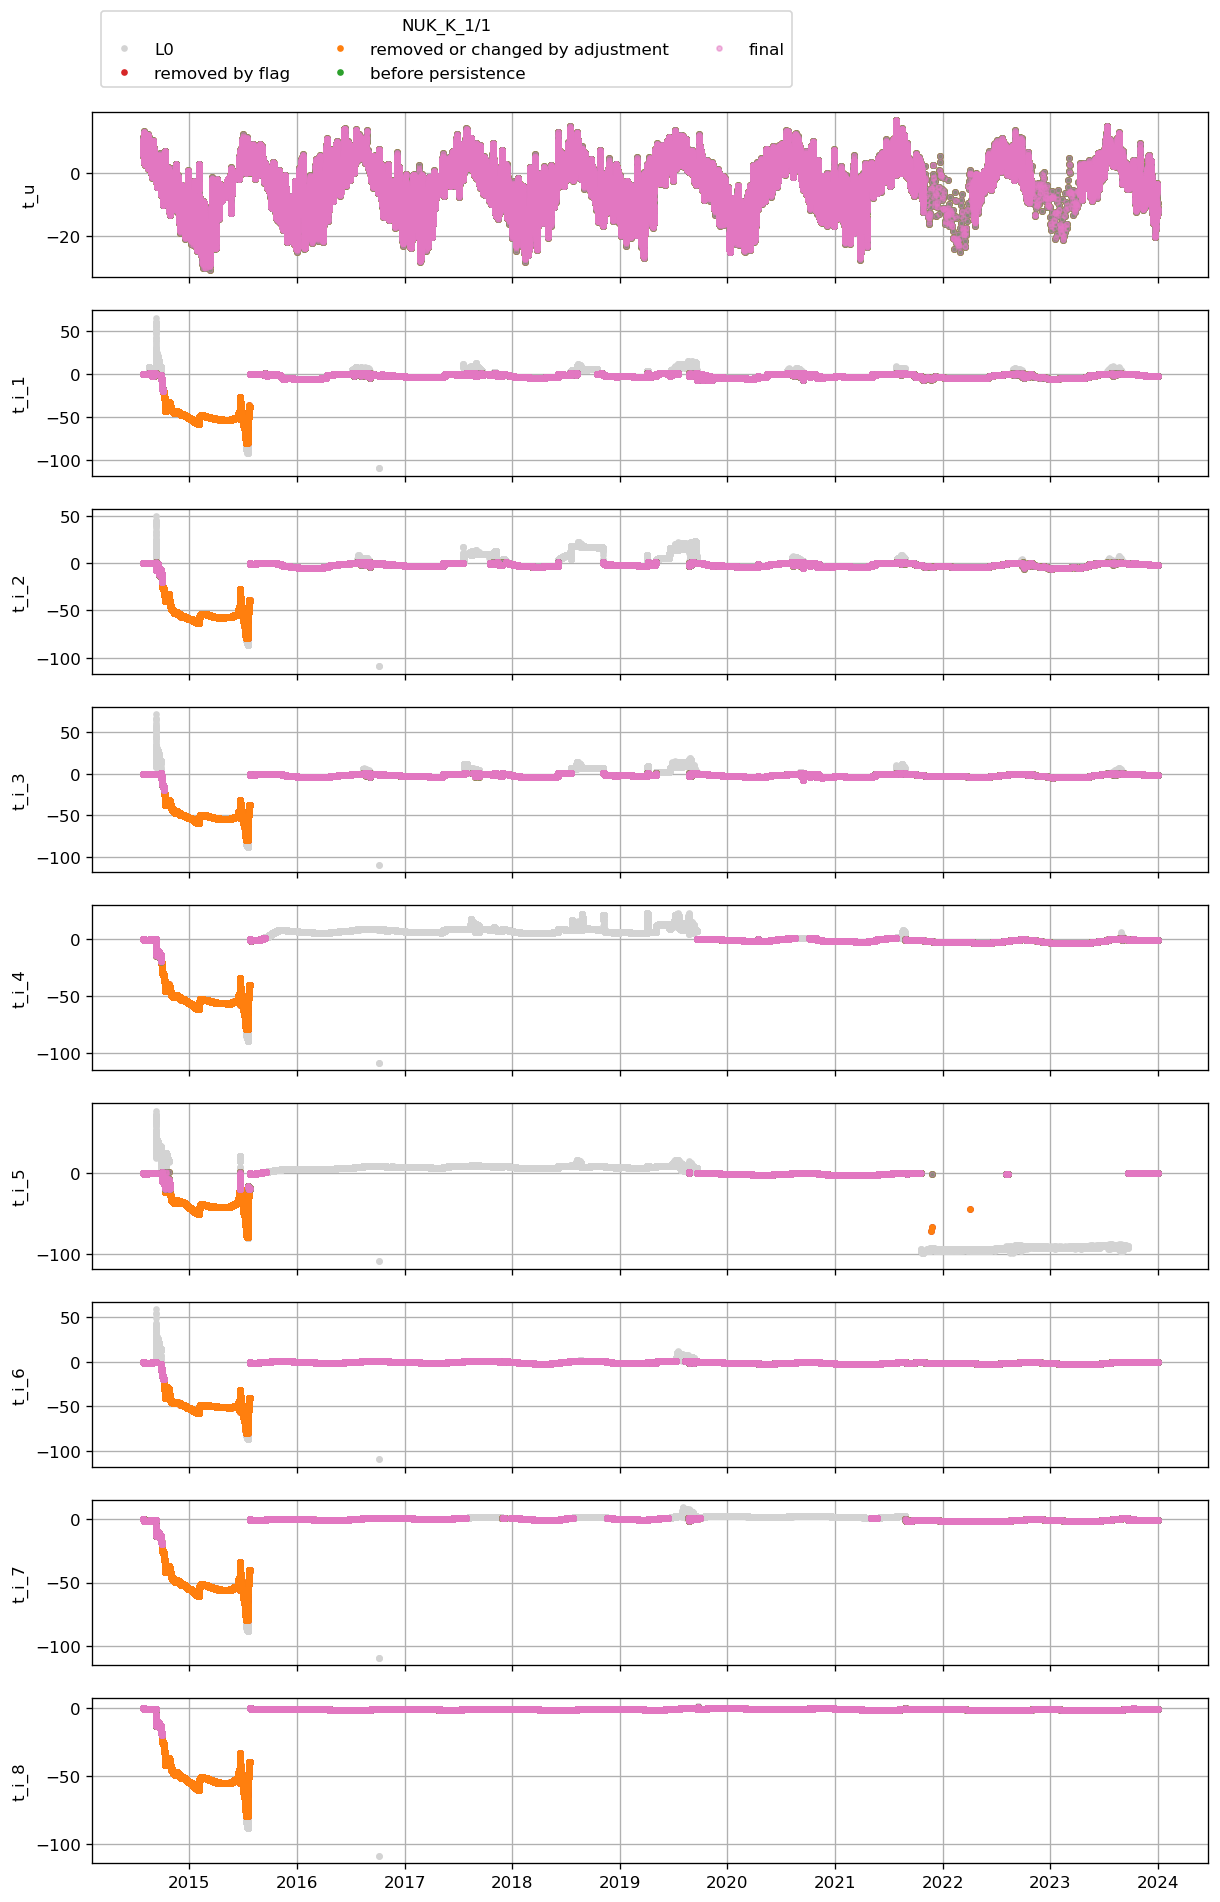 NUK_K_1/1
L0
removed or changed by adjustment
final
removed by flag
before persistence
t_u
0
−20
t_i_1
50
0
−50
−100
t_i_2
50
0
−50
−100
t_i_3
50
0
−50
−100
t_i_4
0
−50
−100
t_i_5
0
−100
t_i_6
50
0
−50
−100
t_i_7
0
−50
−100
t_i_8
0
−50
−100
2015 2016 2017 2018 2019 2020 2021 2022 2023 2024